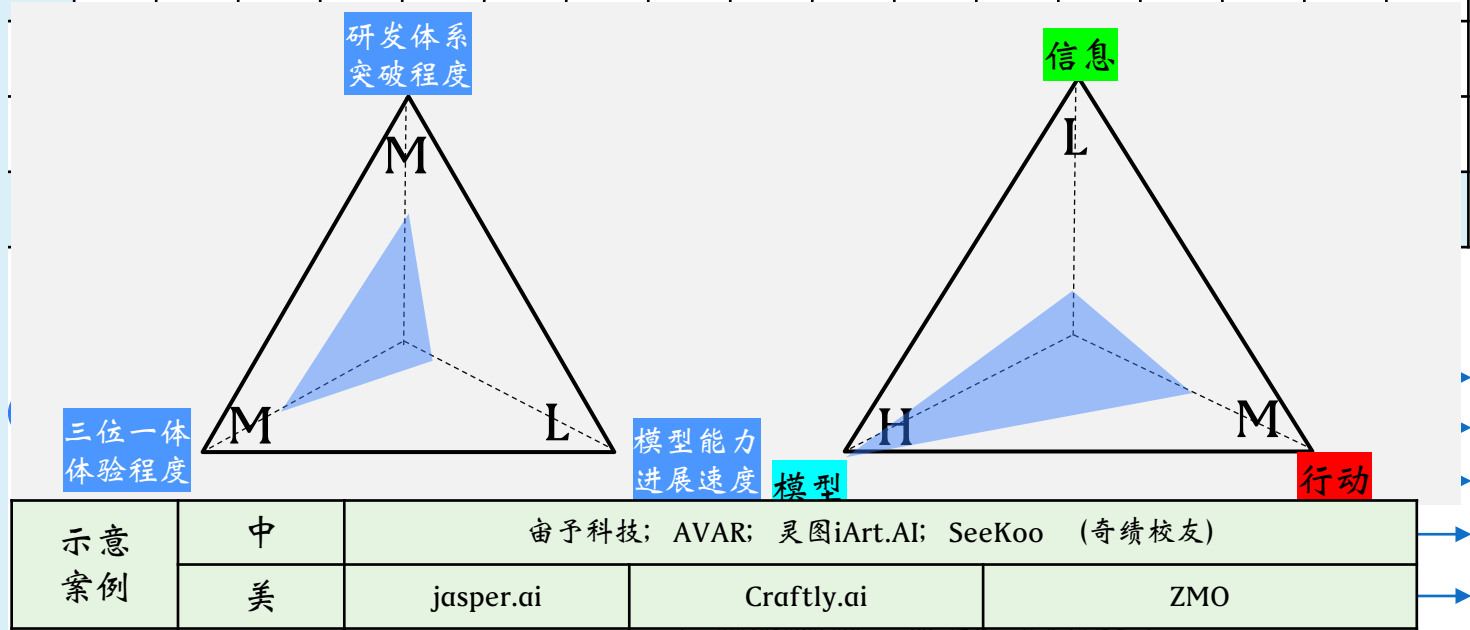 研发体系
突破程度
信息
M
L
M
L
H
M
三位一体
体验程度
模型能力
进展速度
模型
行动
示意
案例
中
宙予科技; AVAR; 灵图iArt.AI; SeeKoo (奇绩校友)
美
jasper.ai
Craftly.ai
ZMO